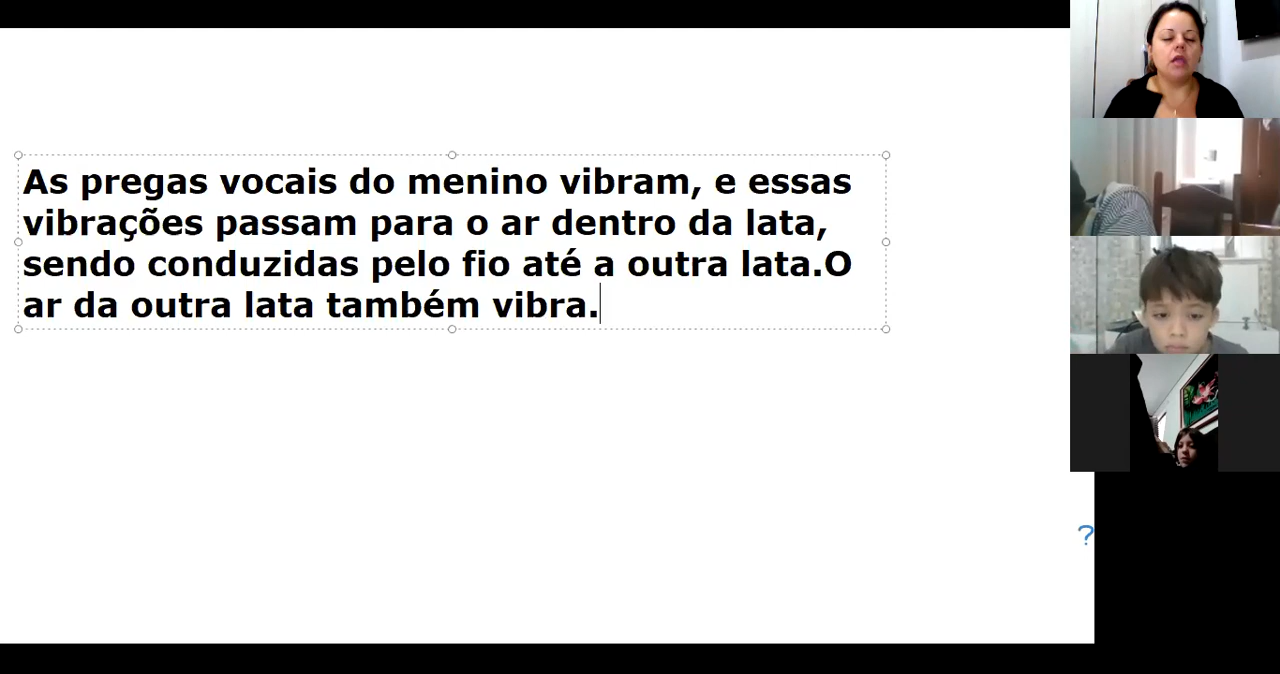 As pregas vocais do menino vibram, e essas
vibrações passam para o ar dentro da lata,
sendo conduzidas pelo fio até a outra lata.O
ar da outra lata também vibra.
?